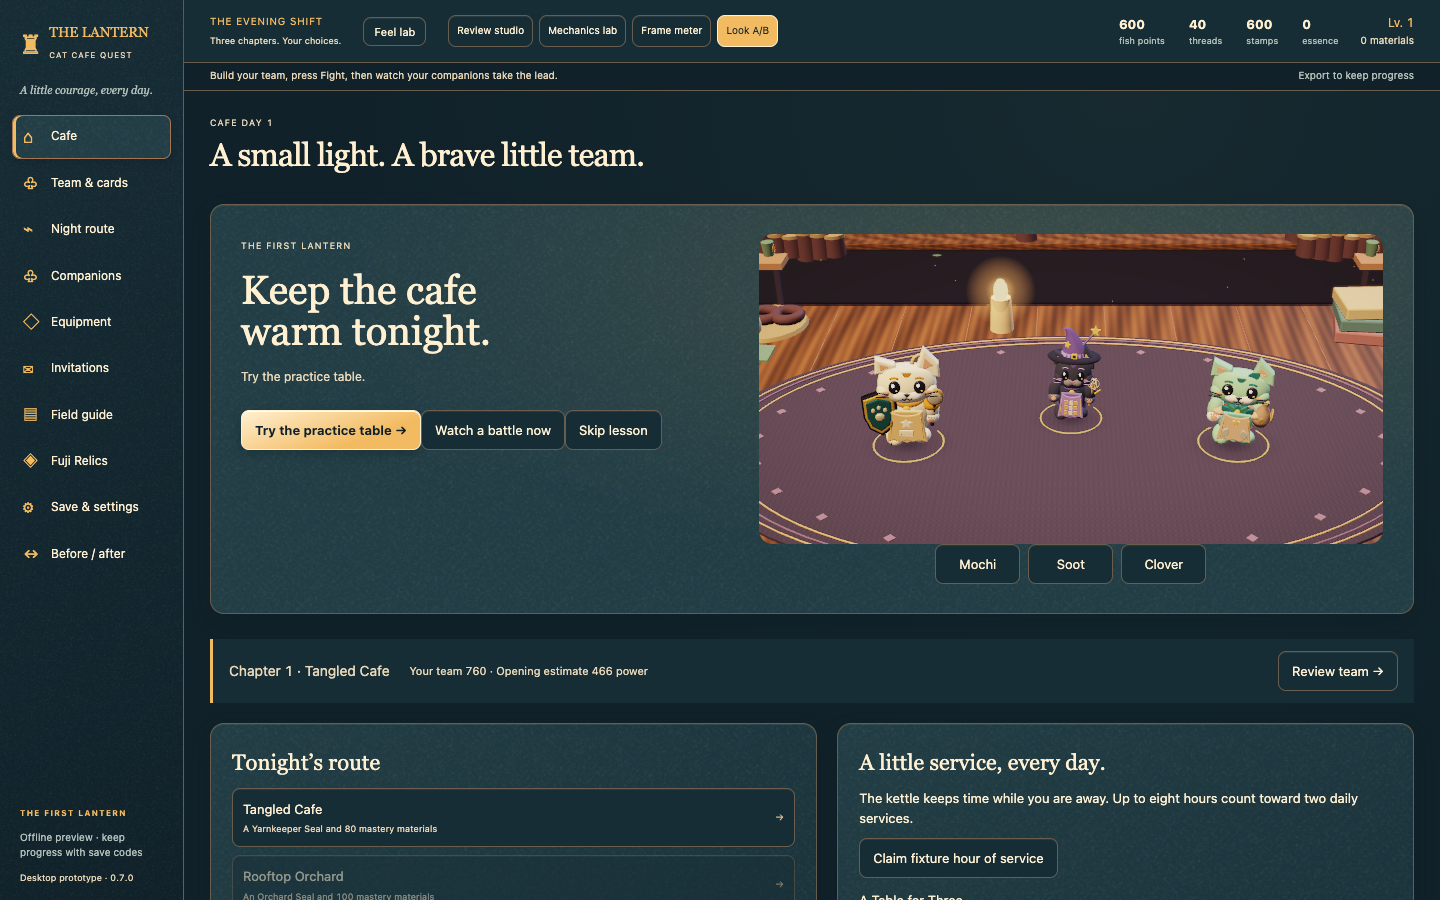 THE LANTERN
CAT CAFE QUEST
A little courage, every day.
Cafe
Team & cards
Night route
Companions
Equipment
Invitations
Field guide
Fuji Relics
Save & settings
Before / after
THE FIRST LANTERN
Offline preview · keep
progress with save codes
Desktop prototype · 0.7.0
THE EVENING SHIFT
Three chapters. Your choices.
Feel lab
Review studio
Mechanics lab
Frame meter
Look A/B
600
fish points
40
threads
600
stamps
0
essence
Lv. 1
0 materials
Build your team, press Fight, then watch your companions take the lead.
Export to keep progress
CAFE DAY 1
A small light. A brave little team.
THE FIRST LANTERN
Keep the cafe
warm tonight.
Try the practice table.
Try the practice table →
Watch a battle now
Skip lesson
Mochi
Soot
Clover
Chapter 1 · Tangled Cafe
Your team 760 · Opening estimate 466 power
Review team →
Tonight’s route
Tangled Cafe
A Yarnkeeper Seal and 80 mastery materials
→
Rooftop Orchard
An Orchard Seal and 100 mastery materials
→
A little service, every day.
The kettle keeps time while you are away. Up to eight hours count toward two daily
services.
Claim fixture hour of service
A Table for Three